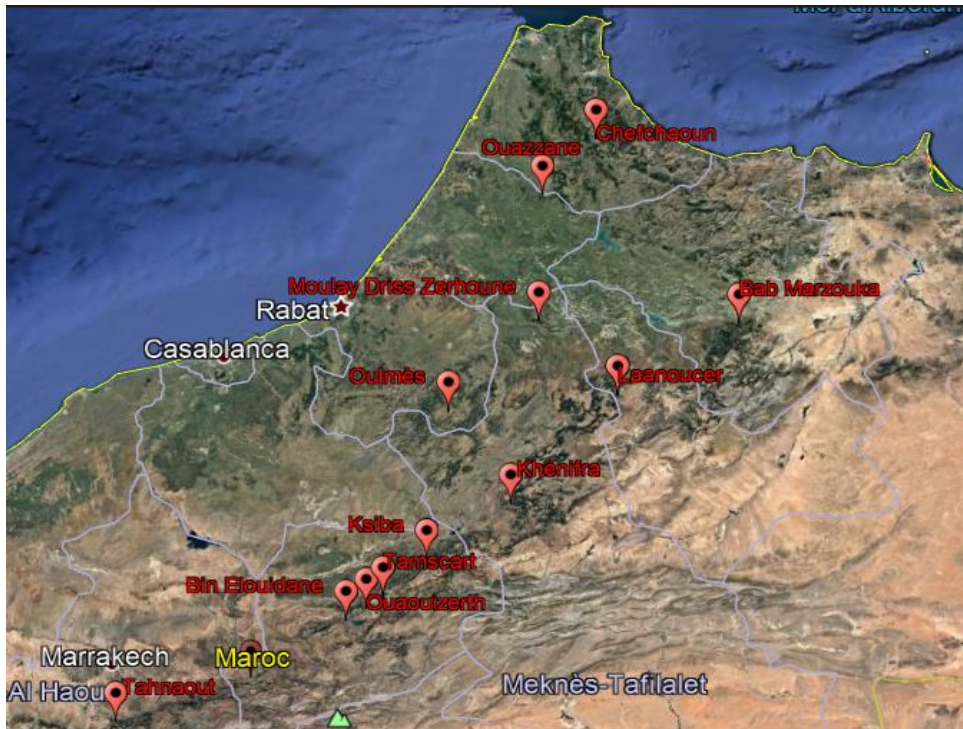 Mer d'Alboran
Chefchaoun
Ouazzane
Moulay Driss Zerhoune
Bab Marzouka
Rabat
Casablanca
Oulmès
Laanoucer
Khénifra
Ksiba
Tamscart
Bin Elouidane
Ouaouizerth
Marrakech
Maroc
Al Haou
Tahnaout
Meknès-Tafilalet